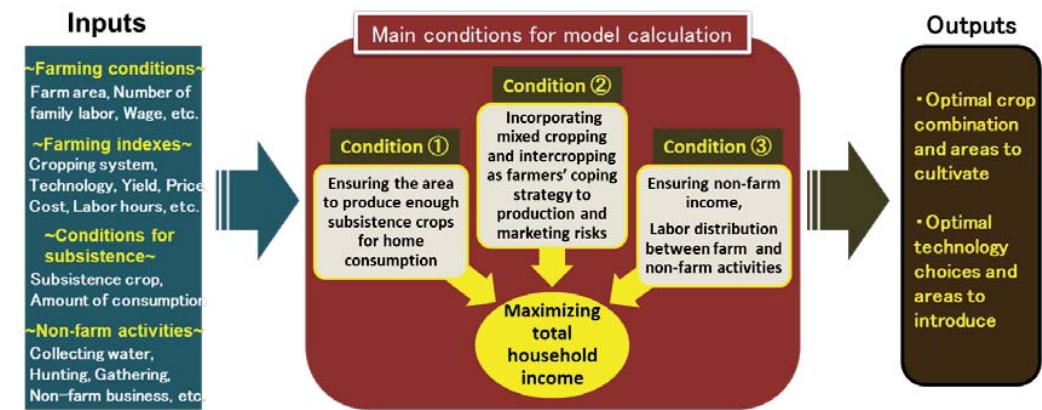 Inputs
~Farming conditions~
Farm area, Number of
family labor, Wage, etc.
~Farming indexes~
Cropping system,
Technology, Yield, Price,
Cost, Labor hours, etc.
~Conditions for
subsistence~
Subsistence crop,
Amount of consumption
~Non-farm activities~
Collecting water,
Hunting, Gathering,
Non-farm business, etc.
Main conditions for model calculation
Condition ①
Ensuring the area
to produce enough
subsistence crops
for home
consumption
Condition ②
Incorporating
mixed cropping
and intercropping
as farmers' coping
strategy to
production and
marketing risks
Condition ③
Ensuring non-farm
income,
Labor distribution
between farm and
non-farm activities
Maximizing
total
household
income
Outputs
・Optimal crop
combination
and areas to
cultivate
・Optimal
technology
choices and
areas to
introduce